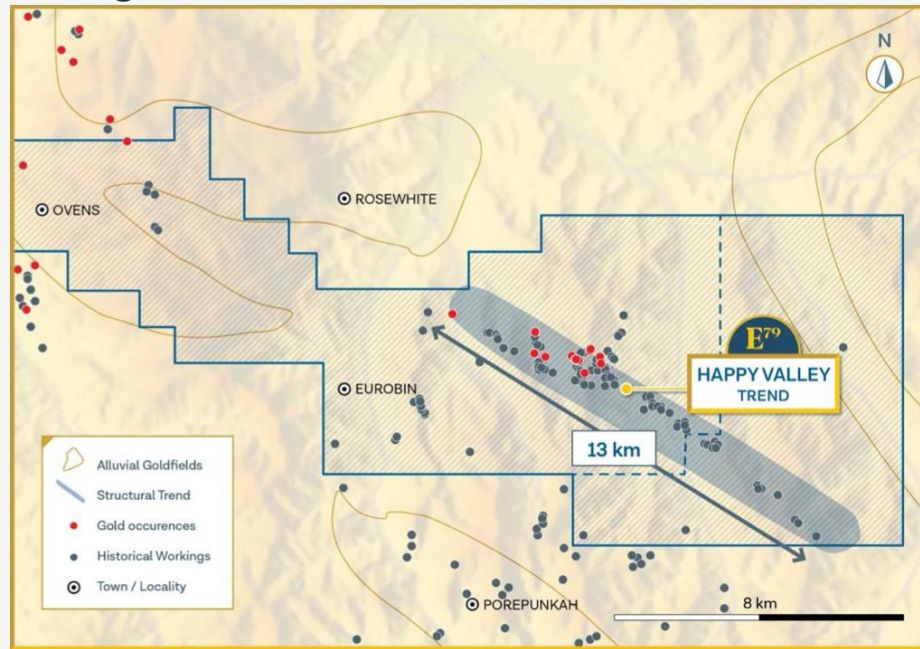 N
ROSEWHITE
OVENS
E79
HAPPY VALLEY
TREND
EUROBIN
13 km
Alluvial Goldfields
Structural Trend
Gold occurences
Historical Workings
Town / Locality
POREPUNKAH
8 km